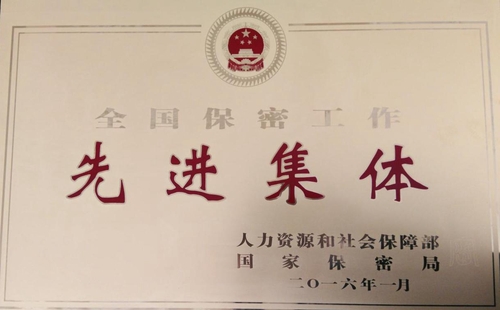 全国保密工作
先进集体
人力资源和社会保障部
国家保密局
二〇一六年一月